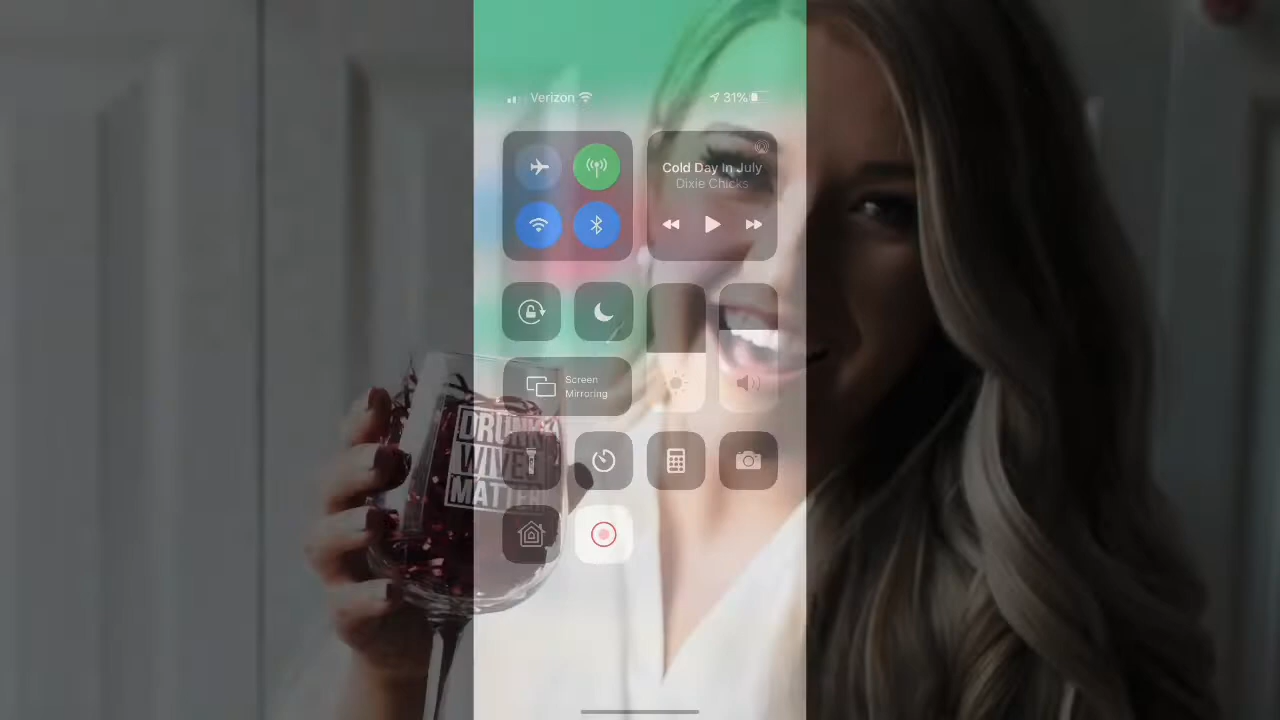 Verizon
31%
Cold Day In July
Dixie Chicks
Screen
Mirroring
DRUNK
WIVES
MATTER